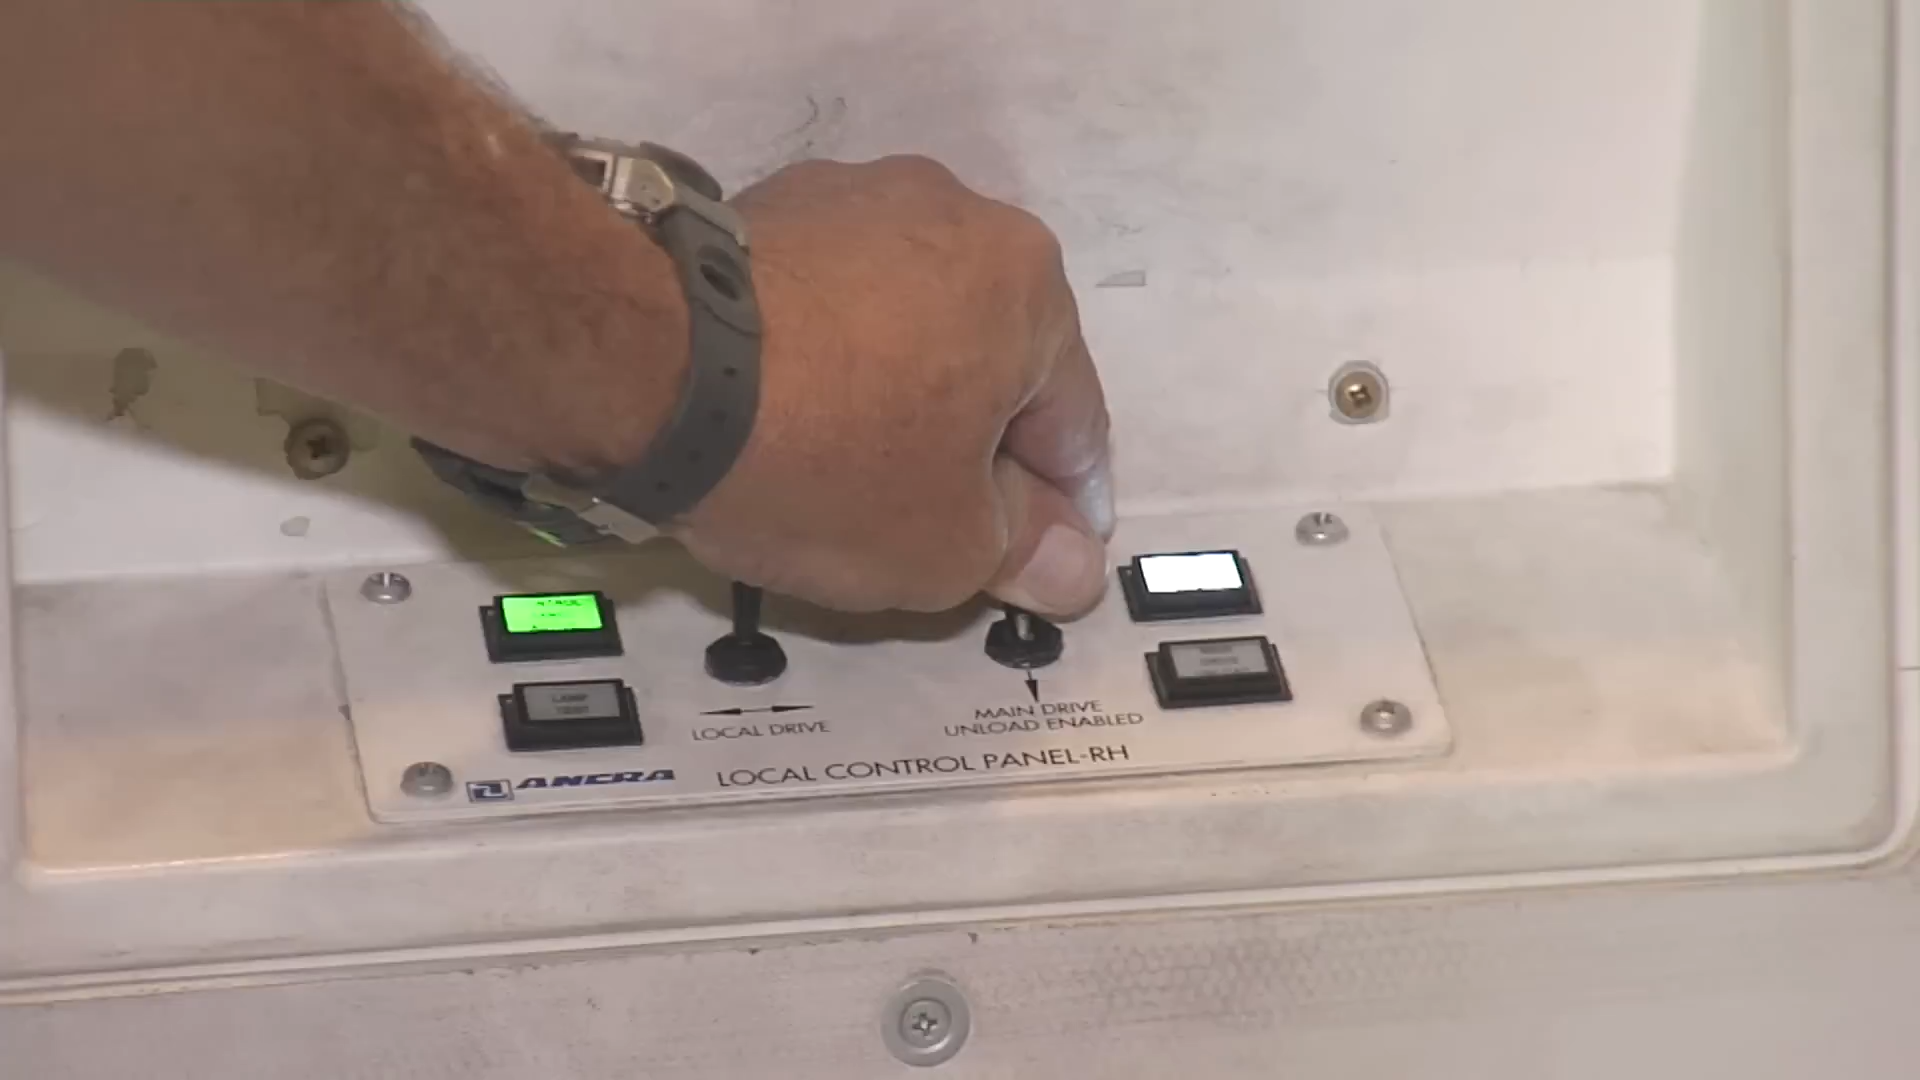 LAMP
TEST
LOCAL DRIVE
MAIN DRIVE
UNLOAD ENABLED
ANCRA
LOCAL CONTROL PANEL-RH